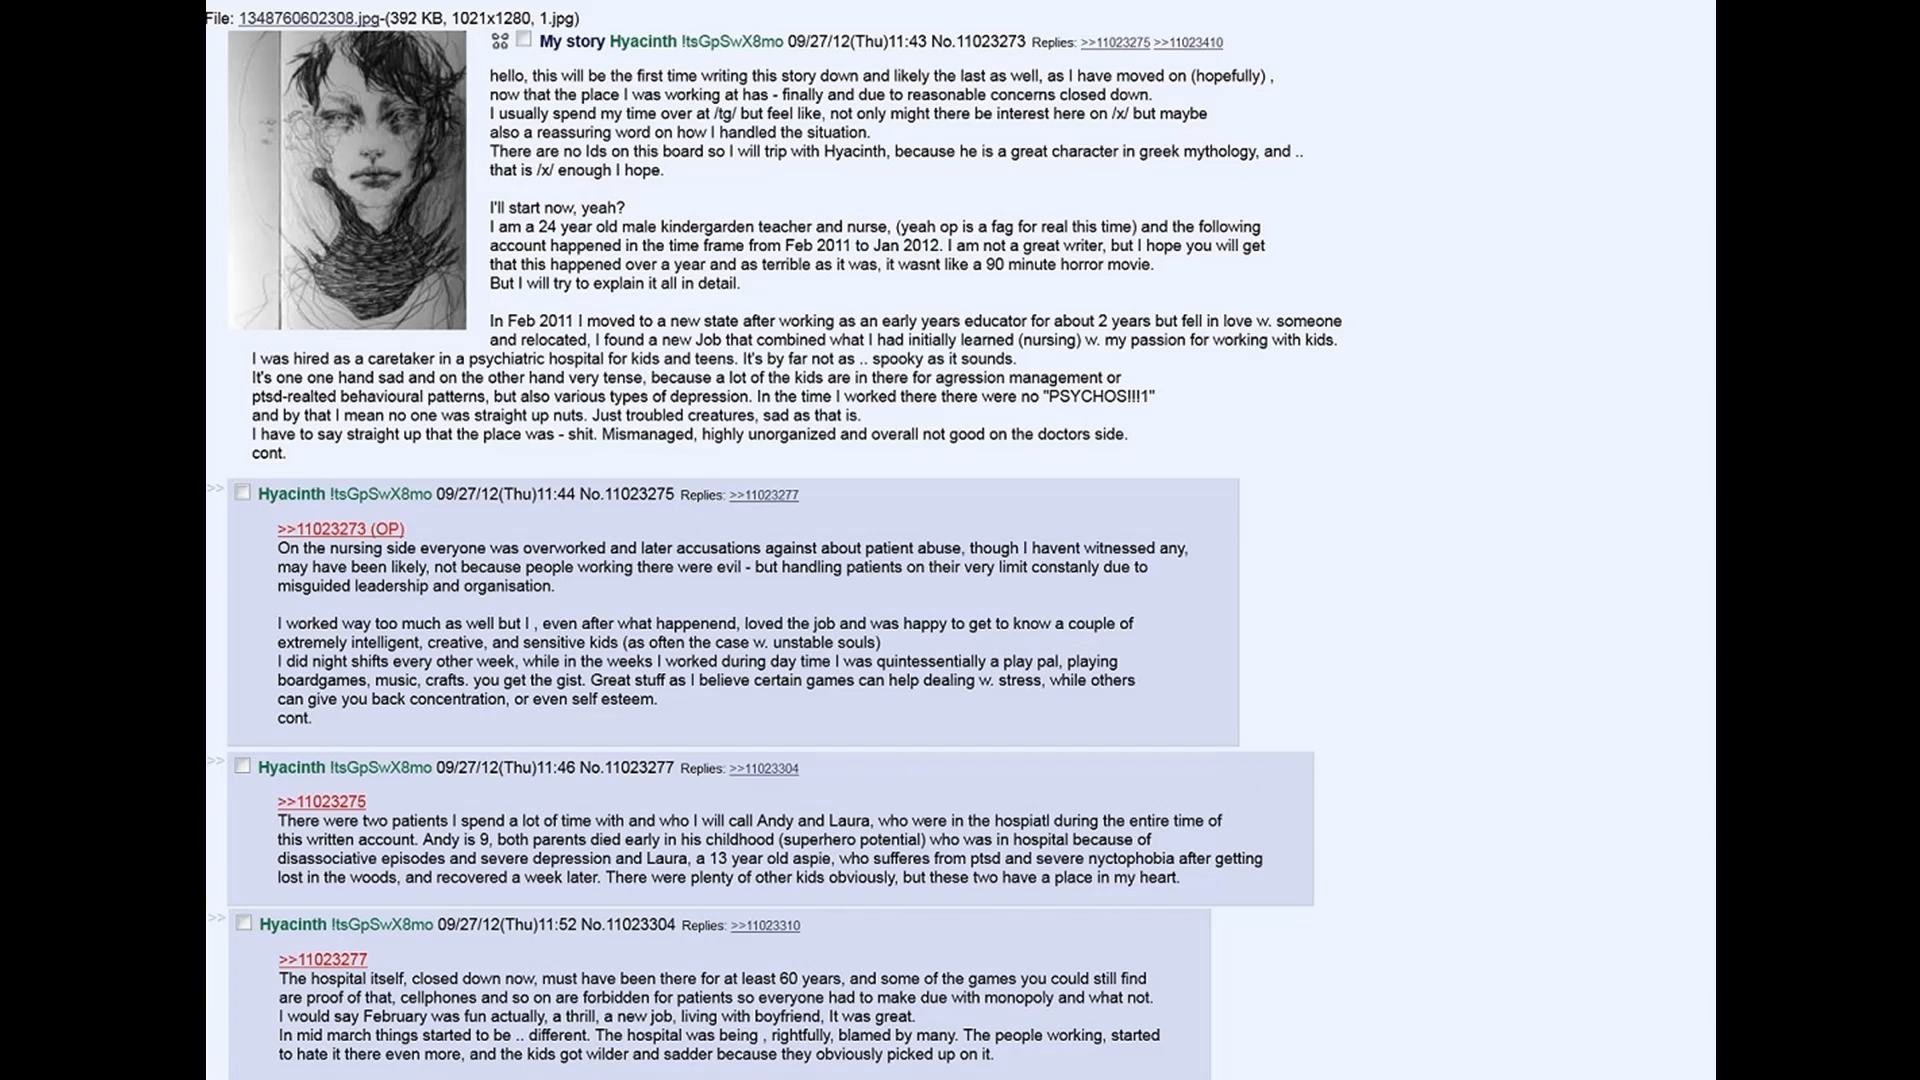 File: 1348760602308.jpg-(392 KB, 1021x1280, 1.jpg)
My story Hyacinth !tsGpSwX8mo 09/27/12(Thu)11:43 No.11023273 Replies: >>11023275 >>11023410
hello, this will be the first time writing this story down and likely the last as well, as I have moved on (hopefully) ,
now that the place I was working at has - finally and due to reasonable concerns closed down.
I usually spend my time over at /tg/ but feel like, not only might there be interest here on /x/ but maybe
also a reassuring word on how I handled the situation.
There are no Ids on this board so I will trip with Hyacinth, because he is a great character in greek mythology, and ..
that is /x/ enough I hope.
I'll start now, yeah?
I am a 24 year old male kindergarden teacher and nurse, (yeah op is a fag for real this time) and the following
account happened in the time frame from Feb 2011 to Jan 2012. I am not a great writer, but I hope you will get
that this happened over a year and as terrible as it was, it wasnt like a 90 minute horror movie.
But I will try to explain it all in detail.
In Feb 2011 I moved to a new state after working as an early years educator for about 2 years but fell in love w. someone
and relocated, I found a new Job that combined what I had initially learned (nursing) w. my passion for working with kids.
I was hired as a caretaker in a psychiatric hospital for kids and teens. It's by far not as .. spooky as it sounds.
It's one one hand sad and on the other hand very tense, because a lot of the kids are in there for agression management or
ptsd-realted behavioural patterns, but also various types of depression. In the time I worked there there were no "PSYCHOS!!!1"
and by that I mean no one was straight up nuts. Just troubled creatures, sad as that is.
I have to say straight up that the place was - shit. Mismanaged, highly unorganized and overall not good on the doctors side.
cont.
>> Hyacinth !tsGpSwX8mo 09/27/12(Thu)11:44 No.11023275 Replies: >>11023277
>>11023273 (OP)
On the nursing side everyone was overworked and later accusations against about patient abuse, though I havent witnessed any,
may have been likely, not because people working there were evil - but handling patients on their very limit constanly due to
misguided leadership and organisation.
I worked way too much as well but I , even after what happenend, loved the job and was happy to get to know a couple of
extremely intelligent, creative, and sensitive kids (as often the case w. unstable souls)
I did night shifts every other week, while in the weeks I worked during day time I was quintessentially a play pal, playing
boardgames, music, crafts. you get the gist. Great stuff as I believe certain games can help dealing w. stress, while others
can give you back concentration, or even self esteem.
cont.
>> Hyacinth !tsGpSwX8mo 09/27/12(Thu)11:46 No.11023277 Replies: >>11023304
>>11023275
There were two patients I spend a lot of time with and who I will call Andy and Laura, who were in the hospiatl during the entire time of
this written account. Andy is 9, both parents died early in his childhood (superhero potential) who was in hospital because of
disassociative episodes and severe depression and Laura, a 13 year old aspie, who sufferes from ptsd and severe nyctophobia after getting
lost in the woods, and recovered a week later. There were plenty of other kids obviously, but these two have a place in my heart.
>> Hyacinth !tsGpSwX8mo 09/27/12(Thu)11:52 No.11023304 Replies: >>11023310
>>11023277
The hospital itself, closed down now, must have been there for at least 60 years, and some of the games you could still find
are proof of that, cellphones and so on are forbidden for patients so everyone had to make due with monopoly and what not.
I would say February was fun actually, a thrill, a new job, living with boyfriend, It was great.
In mid march things started to be .. different. The hospital was being , rightfully, blamed by many. The people working, started
to hate it there even more, and the kids got wilder and sadder because they obviously picked up on it.